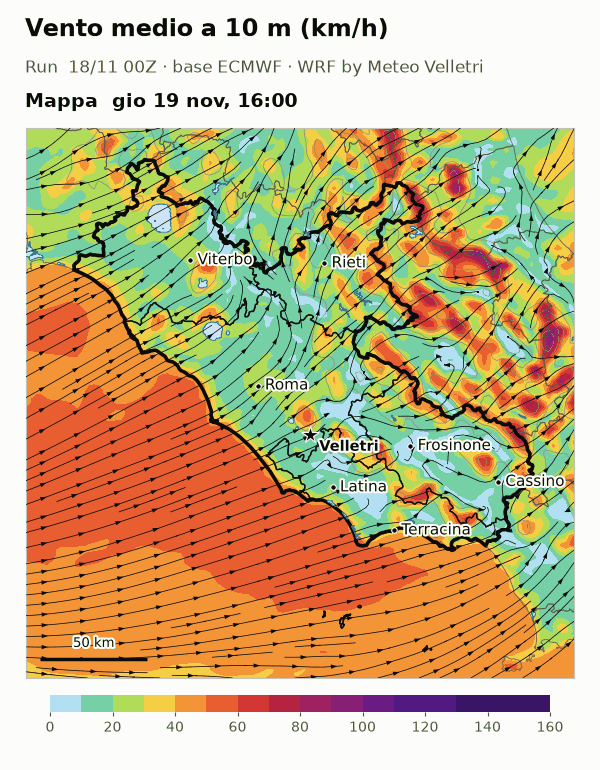 Vento medio a 10 m (km/h)
Run  18/11 00Z · base ECMWF · WRF by Meteo Velletri
Mappa  gio 19 nov, 16:00
Viterbo
Rieti
Roma
Velletri
Frosinone
Cassino
Latina
Terracina
50 km
0 20 40 60 80 100 120 140 160